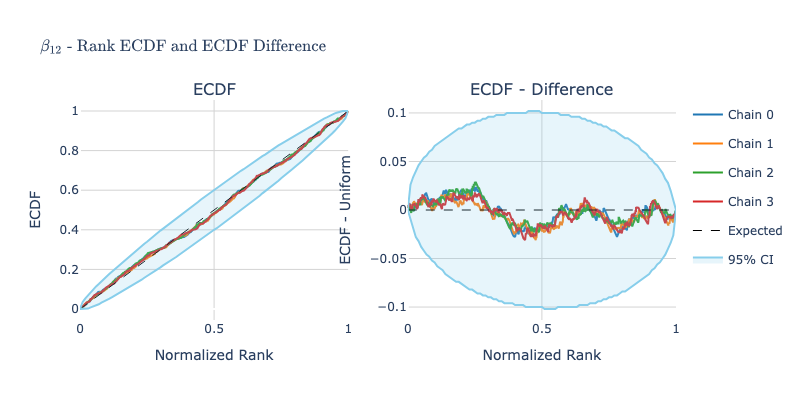 β12 - Rank ECDF and ECDF Difference
ECDF
ECDF - Difference
ECDF
1
0.8
0.6
0.4
0.2
0
0
0.5
1
Normalized Rank
ECDF - Uniform
0.1
0.05
0
−0.05
−0.1
0
0.5
1
Normalized Rank
Chain 0
Chain 1
Chain 2
Chain 3
Expected
95% CI